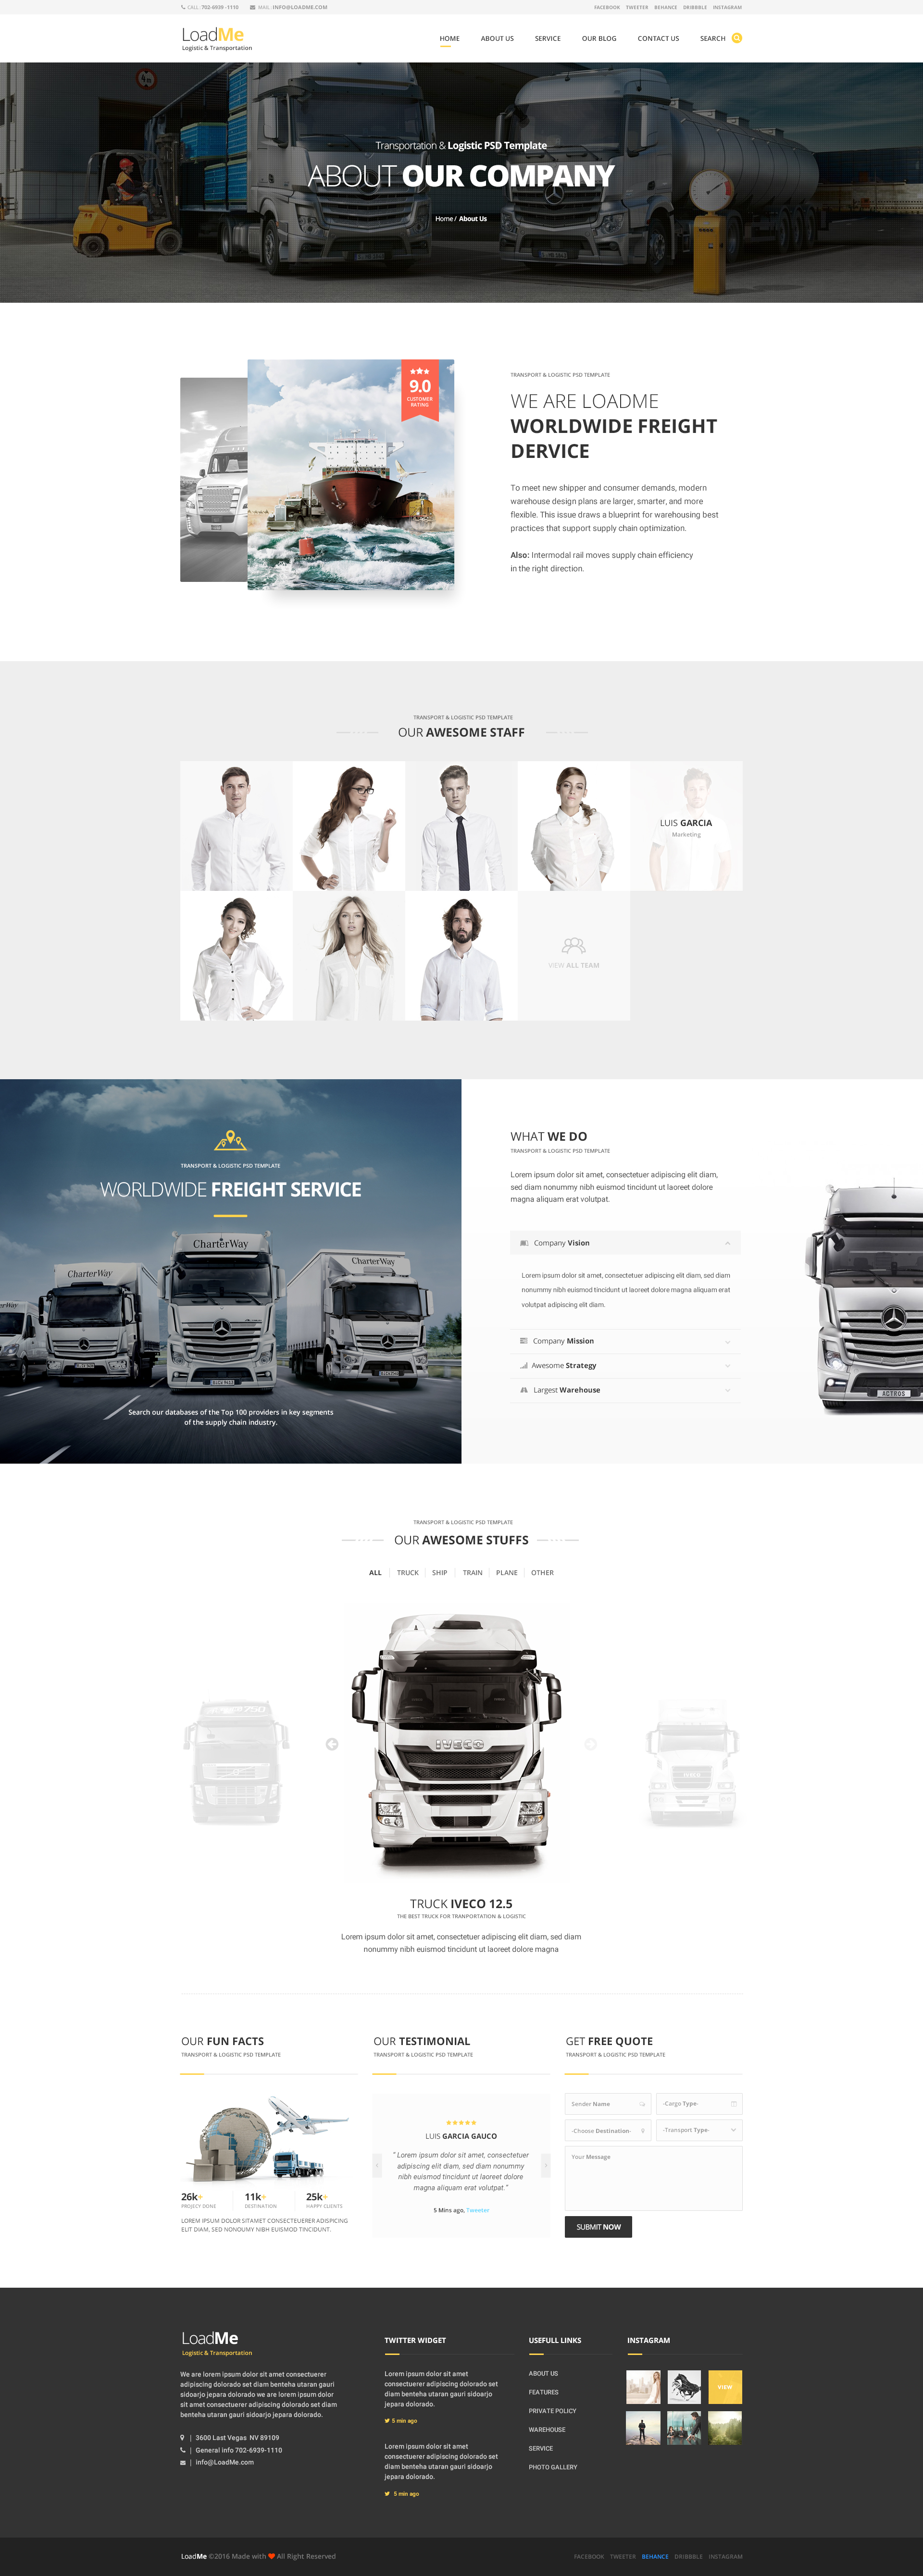 CALL: 702-6939 -1110 MAIL: INFO@LOADME.COM
FACEBOOK TWEETER BEHANCE DRIBBBLE INSTAGRAM
LoadMe
Logistic & Transportation
HOME ABOUT US SERVICE OUR BLOG CONTACT US SEARCH
Transportation & Logistic PSD Template
ABOUT OUR COMPANY
Home / About Us
9.0
CUSTOMER
RATING
TRANSPORT & LOGISTIC PSD TEMPLATE
WE ARE LOADME
WORLDWIDE FREIGHT
DERVICE
To meet new shipper and consumer demands, modern
warehouse design plans are larger, smarter, and more
flexible. This issue draws a blueprint for warehousing best
practices that support supply chain optimization.
Also: Intermodal rail moves supply chain efficiency
in the right direction.
TRANSPORT & LOGISTIC PSD TEMPLATE
OUR AWESOME STAFF
LUIS GARCIA
Marketing
VIEW ALL TEAM
TRANSPORT & LOGISTIC PSD TEMPLATE
WORLDWIDE FREIGHT SERVICE
CharterWay
CharterWay
CharterWay
Search our databases of the Top 100 providers in key segments
of the supply chain industry.
WHAT WE DO
TRANSPORT & LOGISTIC PSD TEMPLATE
Lorem ipsum dolor sit amet, consectetuer adipiscing elit diam,
sed diam nonummy nibh euismod tincidunt ut laoreet dolore
magna aliquam erat volutpat.
Company Vision
Lorem ipsum dolor sit amet, consectetuer adipiscing elit diam, sed diam
nonummy nibh euismod tincidunt ut laoreet dolore magna aliquam erat
volutpat adipiscing elit diam.
Company Mission
Awesome Strategy
Largest Warehouse
ACTROS
TRANSPORT & LOGISTIC PSD TEMPLATE
OUR AWESOME STUFFS
ALL TRUCK SHIP TRAIN PLANE OTHER
750
IVECO
TRUCK IVECO 12.5
THE BEST TRUCK FOR TRANPORTATION & LOGISTIC
Lorem ipsum dolor sit amet, consectetuer adipiscing elit diam, sed diam
nonummy nibh euismod tincidunt ut laoreet dolore magna
OUR FUN FACTS
TRANSPORT & LOGISTIC PSD TEMPLATE
26k+ 11k+ 25k+
PROJECY DONE DESTINATION HAPPY CLIENTS
LOREM IPSUM DOLOR SITAMET CONSECTEUERER ADISPICING
ELIT DIAM, SED NONOUMY NIBH EUISMOD TINCIDUNT.
OUR TESTIMONIAL
TRANSPORT & LOGISTIC PSD TEMPLATE
LUIS GARCIA GAUCO
" Lorem ipsum dolor sit amet, consectetuer
adipiscing elit diam, sed diam nonummy
nibh euismod tincidunt ut laoreet dolore
magna aliquam erat volutpat."
5 Mins ago, Tweeter
GET FREE QUOTE
TRANSPORT & LOGISTIC PSD TEMPLATE
Sender Name
-Cargo Type-
-Choose Destination-
-Transport Type-
Your Message
SUBMIT NOW
LoadMe
Logistic & Transportation
We are lorem ipsum dolor sit amet consectuerer
adipiscing dolorado set diam benteha utaran gauri
sidoarjo jepara dolorado we are lorem ipsum dolor
sit amet consectuerer adipiscing dolorado set diam
benteha utaran gauri sidoarjo jepara dolorado.
| 3600 Last Vegas NV 89109
| General info 702-6939-1110
| info@LoadMe.com
TWITTER WIDGET
Lorem ipsum dolor sit amet
consectuerer adipiscing dolorado set
diam benteha utaran gauri sidoarjo
jepara dolorado.
5 min ago
Lorem ipsum dolor sit amet
consectuerer adipiscing dolorado set
diam benteha utaran gauri sidoarjo
jepara dolorado.
5 min ago
USEFULL LINKS
ABOUT US
FEATURES
PRIVATE POLICY
WAREHOUSE
SERVICE
PHOTO GALLERY
INSTAGRAM
VIEW
LoadMe ©2016 Made with ❤ All Right Reserved
FACEBOOK TWEETER BEHANCE DRIBBBLE INSTAGRAM